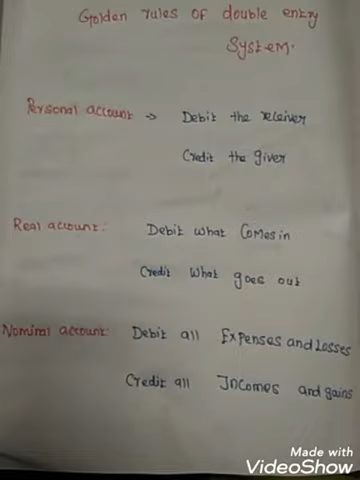 Golden rules of double entry
System.
Personal account → Debit the receiver
Credit the giver
Real account: Debit what Comes in
Credit What goes out
Nominal account: Debit all Expenses and Losses
Credit all Incomes and gains
Made with
VideoShow